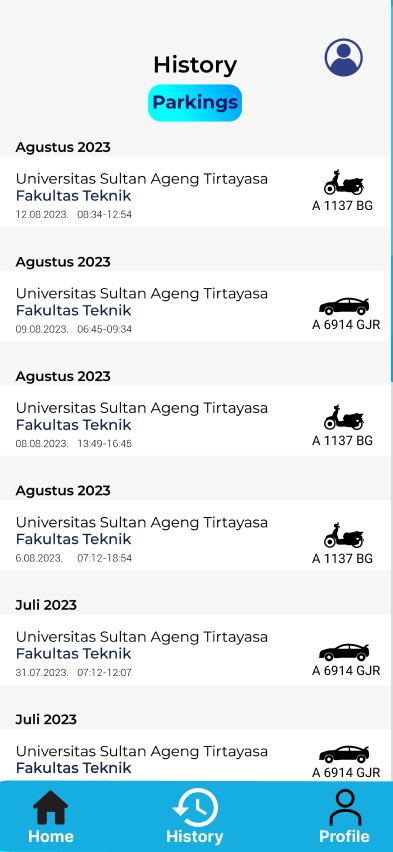 History
Parkings
Agustus 2023
Universitas Sultan Ageng Tirtayasa
Fakultas Teknik
12.08.2023. 08:34-12:54
A 1137 BG
Agustus 2023
Universitas Sultan Ageng Tirtayasa
Fakultas Teknik
09.08.2023. 06:45-09:34
A 6914 GJR
Agustus 2023
Universitas Sultan Ageng Tirtayasa
Fakultas Teknik
08.08.2023. 13:49-16:45
A 1137 BG
Agustus 2023
Universitas Sultan Ageng Tirtayasa
Fakultas Teknik
6.08.2023. 07:12-18:54
A 1137 BG
Juli 2023
Universitas Sultan Ageng Tirtayasa
Fakultas Teknik
31.07.2023. 07:12-12:07
A 6914 GJR
Juli 2023
Universitas Sultan Ageng Tirtayasa
Fakultas Teknik
A 6914 GJR
Home History Profile